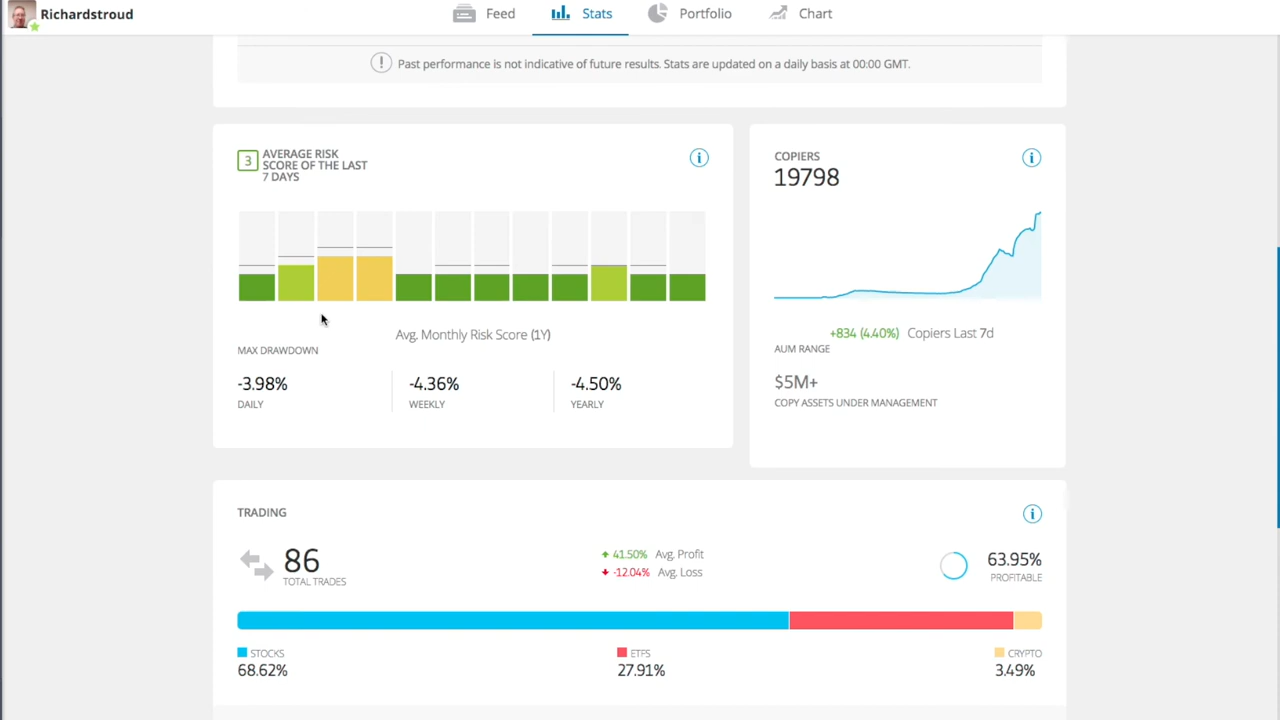 Richardstroud
Feed
Stats
Portfolio
Chart
! Past performance is not indicative of future results. Stats are updated on a daily basis at 00:00 GMT.
3
AVERAGE RISK
SCORE OF THE LAST
7 DAYS
i
Avg. Monthly Risk Score (1Y)
MAX DRAWDOWN
-3.98%
DAILY
-4.36%
WEEKLY
-4.50%
YEARLY
COPIERS
19798
i
+834 (4.40%) Copiers Last 7d
AUM RANGE
$5M+
COPY ASSETS UNDER MANAGEMENT
TRADING
i
86
TOTAL TRADES
41.50% Avg. Profit
-12.04% Avg. Loss
63.95%
PROFITABLE
STOCKS
68.62%
ETFS
27.91%
CRYPTO
3.49%